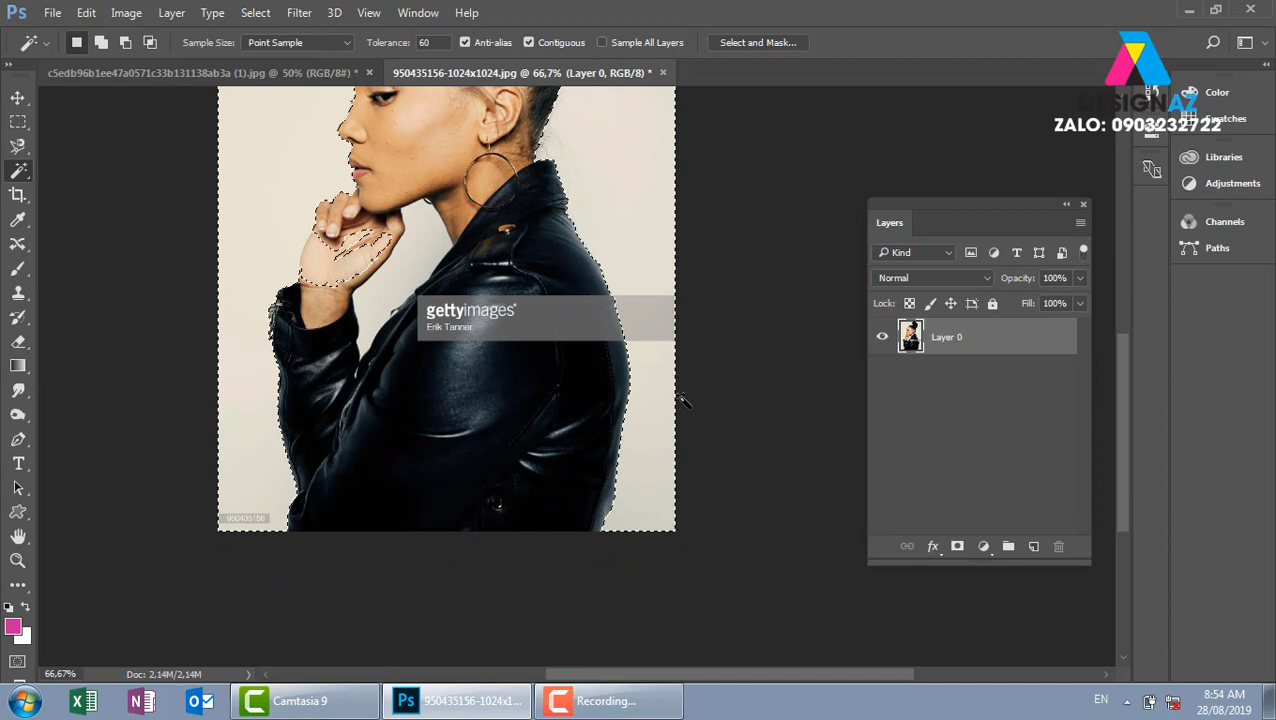 Ps File Edit Image Layer Type Select Filter 3D View Window Help
Sample Size: Point Sample Tolerance: 60 Anti-alias Contiguous Sample All Layers Select and Mask...
c5edb96b1ee47a0571c33b131138ab3a (1).jpg @ 50% (RGB/8#) * 950435156-1024x1024.jpg @ 66,7% (Layer 0, RGB/8) *
DESIGNAZ
ZALO: 0903232722
Color
Swatches
Libraries
Adjustments
Channels
Paths
Layers
Kind
Normal Opacity: 100%
Lock: Fill: 100%
Layer 0
fx
gettyimages®
Erik Tanner
950435156
66,67% Doc: 2,14M/2,14M
Camtasia 9 Ps 950435156-1024x1... Recording... EN 8:54 AM
28/08/2019